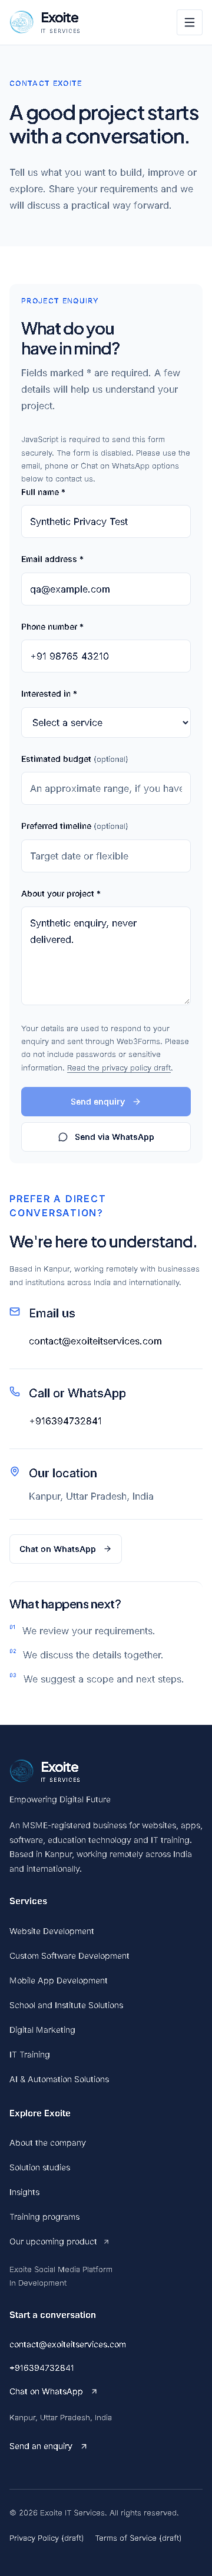 Exoite
IT SERVICES
CONTACT EXOITE
A good project starts
with a conversation.
Tell us what you want to build, improve or
explore. Share your requirements and we
will discuss a practical way forward.
PROJECT ENQUIRY
What do you
have in mind?
Fields marked * are required. A few
details will help us understand your
project.
JavaScript is required to send this form
securely. The form is disabled. Please use the
email, phone or Chat on WhatsApp options
below to contact us.
Full name *
Synthetic Privacy Test
Email address *
qa@example.com
Phone number *
+91 98765 43210
Interested in *
Select a service
Estimated budget (optional)
An approximate range, if you have
Preferred timeline (optional)
Target date or flexible
About your project *
Synthetic enquiry, never
delivered.
Your details are used to respond to your
enquiry and sent through Web3Forms. Please
do not include passwords or sensitive
information. Read the privacy policy draft.
Send enquiry →
Send via WhatsApp
PREFER A DIRECT
CONVERSATION?
We're here to understand.
Based in Kanpur, working remotely with businesses
and institutions across India and internationally.
Email us
contact@exoiteitservices.com
Call or WhatsApp
+916394732841
Our location
Kanpur, Uttar Pradesh, India
Chat on WhatsApp →
What happens next?
01 We review your requirements.
02 We discuss the details together.
03 We suggest a scope and next steps.
Exoite
IT SERVICES
Empowering Digital Future
An MSME-registered business for websites, apps,
software, education technology and IT training.
Based in Kanpur, working remotely across India
and internationally.
Services
Website Development
Custom Software Development
Mobile App Development
School and Institute Solutions
Digital Marketing
IT Training
AI & Automation Solutions
Explore Exoite
About the company
Solution studies
Insights
Training programs
Our upcoming product ↗
Exoite Social Media Platform
In Development
Start a conversation
contact@exoiteitservices.com
+916394732841
Chat on WhatsApp ↗
Kanpur, Uttar Pradesh, India
Send an enquiry ↗
© 2026 Exoite IT Services. All rights reserved.
Privacy Policy (draft) Terms of Service (draft)